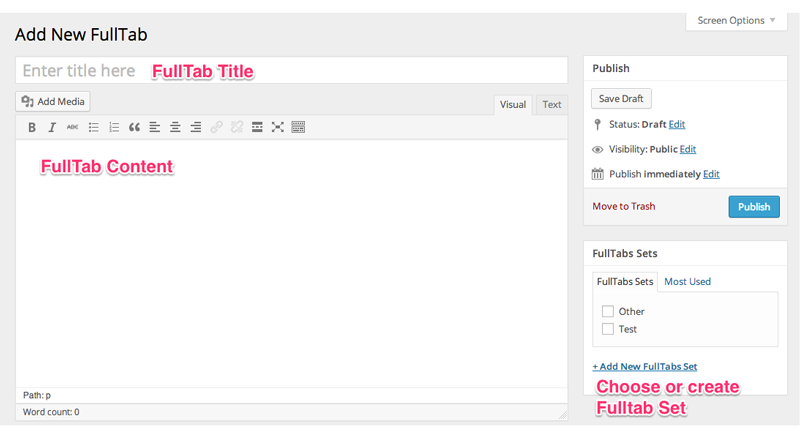 Screen Options
Add New FullTab
Enter title here FullTab Title
Add Media
Visual Text
B I ABC
FullTab Content
Path: p
Word count: 0
Publish
Save Draft
Status: Draft Edit
Visibility: Public Edit
Publish immediately Edit
Move to Trash Publish
FullTabs Sets
FullTabs Sets Most Used
Other
Test
+ Add New FullTabs Set
Choose or create
Fulltab Set